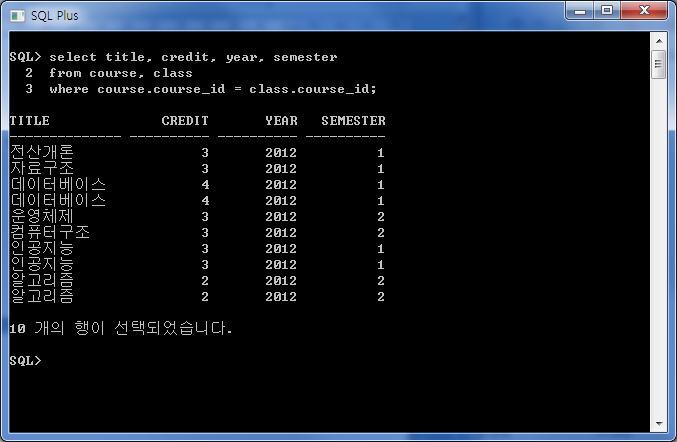 SQL Plus
SQL> select title, credit, year, semester
2 from course, class
3 where course.course_id = class.course_id;
TITLE CREDIT YEAR SEMESTER
-------------- ---------- ---------- ----------
전산개론 3 2012 1
자료구조 3 2012 1
데이터베이스 4 2012 1
데이터베이스 4 2012 1
운영체제 3 2012 2
컴퓨터구조 3 2012 2
인공지능 3 2012 1
인공지능 3 2012 1
알고리즘 2 2012 2
알고리즘 2 2012 2
10 개의 행이 선택되었습니다.
SQL>